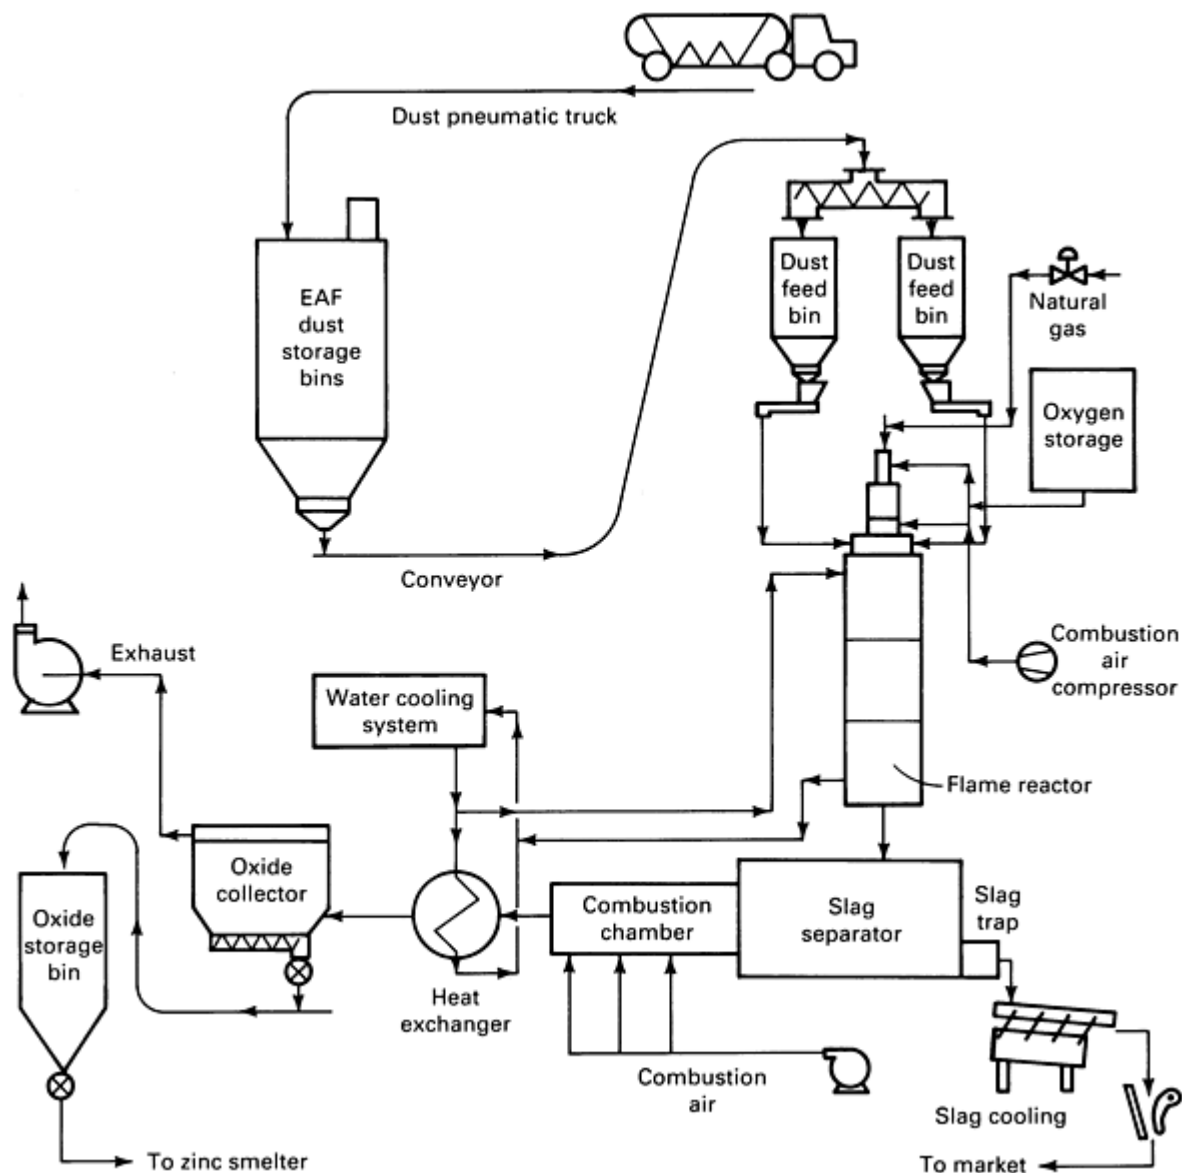 Dust pneumatic truck
EAF
dust
storage
bins
Dust
feed
bin
Dust
feed
bin
Natural
gas
Oxygen
storage
Conveyor
Exhaust
Water cooling
system
Combustion
air
compressor
Flame reactor
Oxide
collector
Oxide
storage
bin
Heat
exchanger
Combustion
chamber
Slag
separator
Slag
trap
Combustion
air
Slag cooling
To zinc smelter
To market